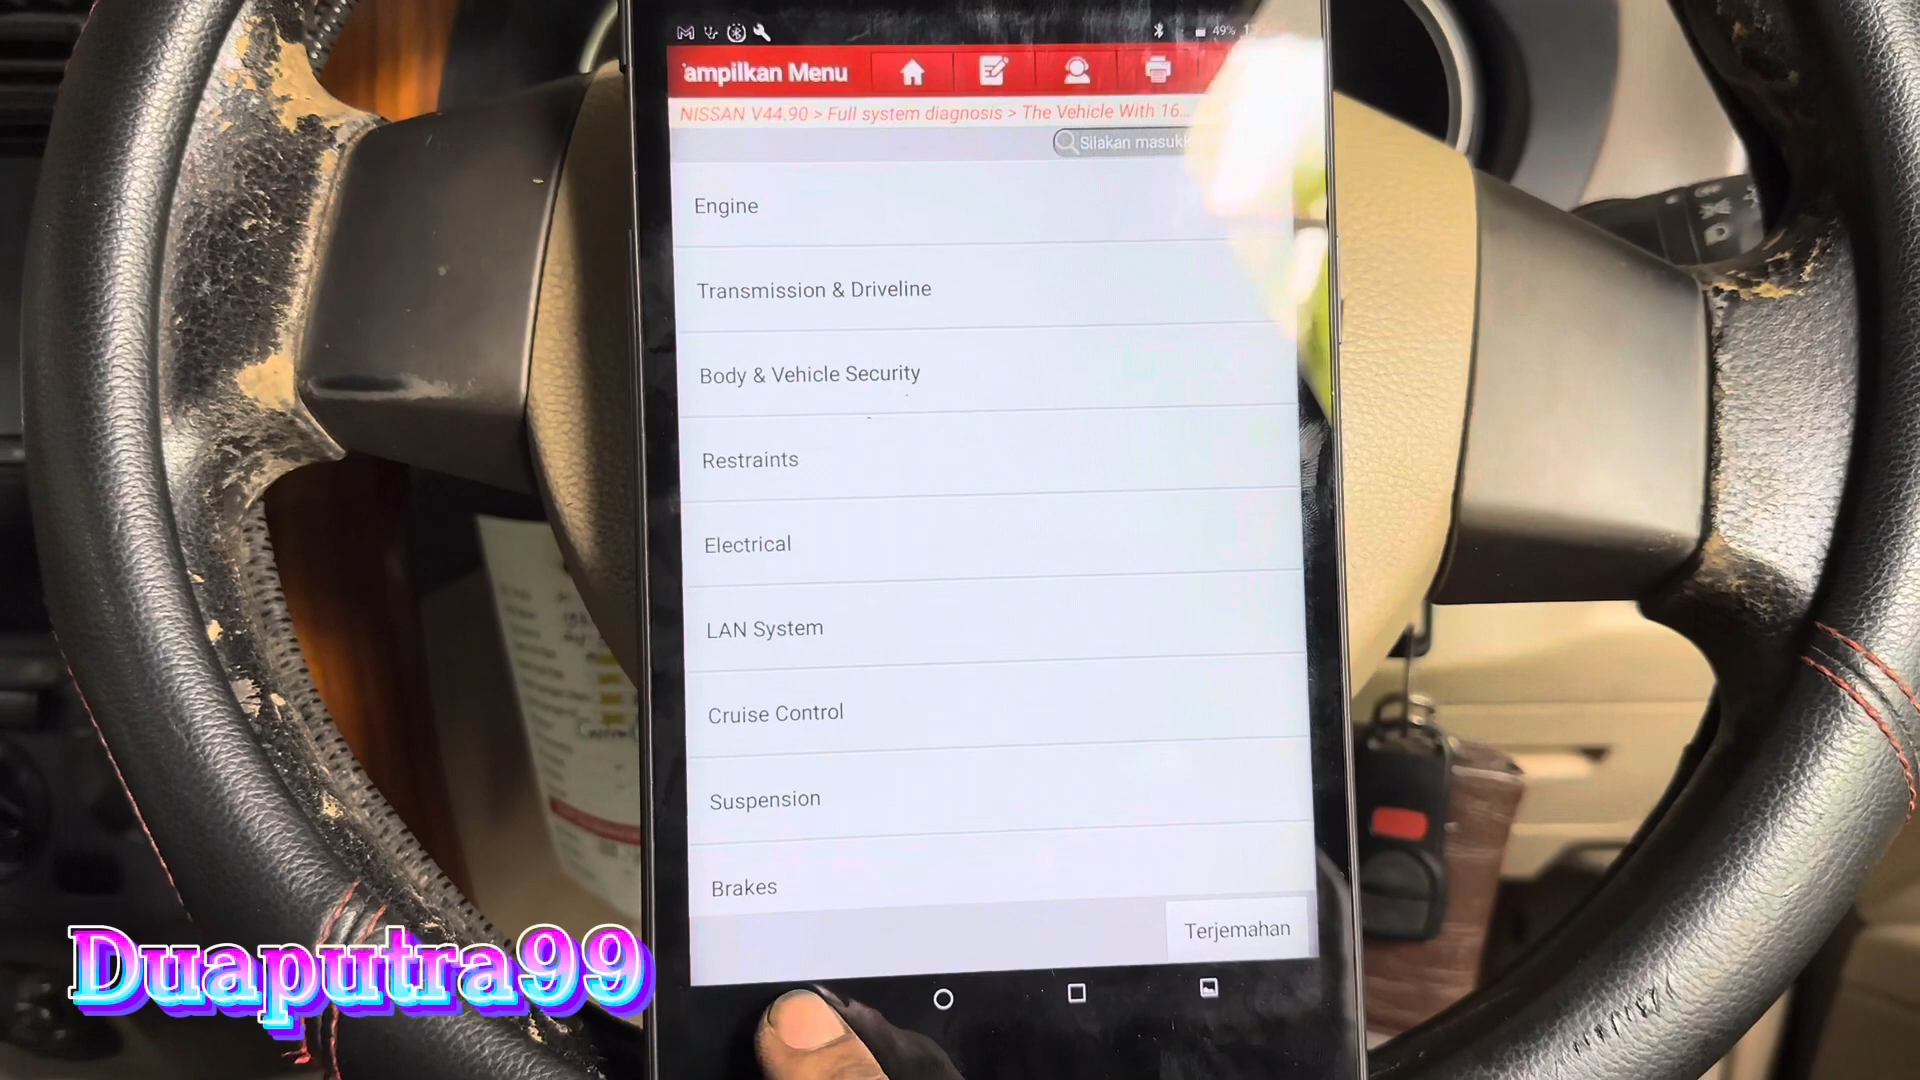 49%
ampilkan Menu
NISSAN V44.90 > Full system diagnosis > The Vehicle With 16...
Silakan masukk
Engine
Transmission & Driveline
Body & Vehicle Security
Restraints
Electrical
LAN System
Cruise Control
Suspension
Brakes
Terjemahan
Duaputra99